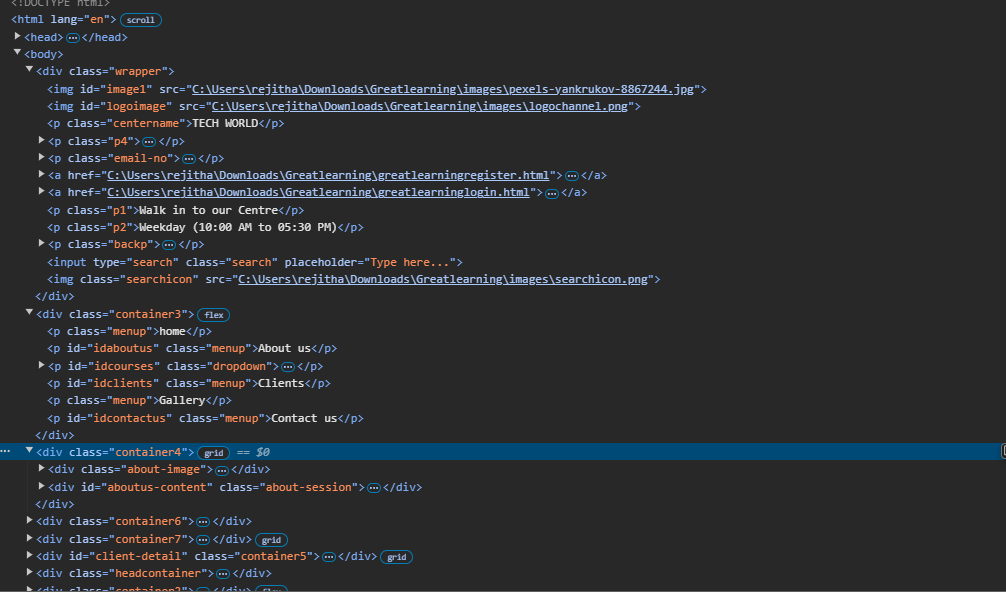 <!DOCTYPE html>
<html lang="en"> scroll
<head> ... </head>
<body>
<div class="wrapper">
<img id="image1" src="C:\Users\rejitha\Downloads\Greatlearning\images\pexels-yankrukov-8867244.jpg">
<img id="logoimage" src="C:\Users\rejitha\Downloads\Greatlearning\images\logochannel.png">
<p class="centername">TECH WORLD</p>
<p class="p4"> ... </p>
<p class="email-no"> ... </p>
<a href="C:\Users\rejitha\Downloads\Greatlearning\greatlearningregister.html"> ... </a>
<a href="C:\Users\rejitha\Downloads\Greatlearning\greatlearninglogin.html"> ... </a>
<p class="p1">Walk in to our Centre</p>
<p class="p2">Weekday (10:00 AM to 05:30 PM)</p>
<p class="backp"> ... </p>
<input type="search" class="search" placeholder="Type here...">
<img class="searchicon" src="C:\Users\rejitha\Downloads\Greatlearning\images\searchicon.png">
</div>
<div class="container3"> flex
<p class="menup">home</p>
<p id="idaboutus" class="menup">About us</p>
<p id="idcourses" class="dropdown"> ... </p>
<p id="idclients" class="menup">Clients</p>
<p class="menup">Gallery</p>
<p id="idcontactus" class="menup">Contact us</p>
</div>
... <div class="container4"> grid == $0
<div class="about-image"> ... </div>
<div id="aboutus-content" class="about-session"> ... </div>
</div>
<div class="container6"> ... </div>
<div class="container7"> ... </div> grid
<div id="client-detail" class="container5"> ... </div> grid
<div class="headcontainer"> ... </div>
<div class="container2"> ... </div> flex